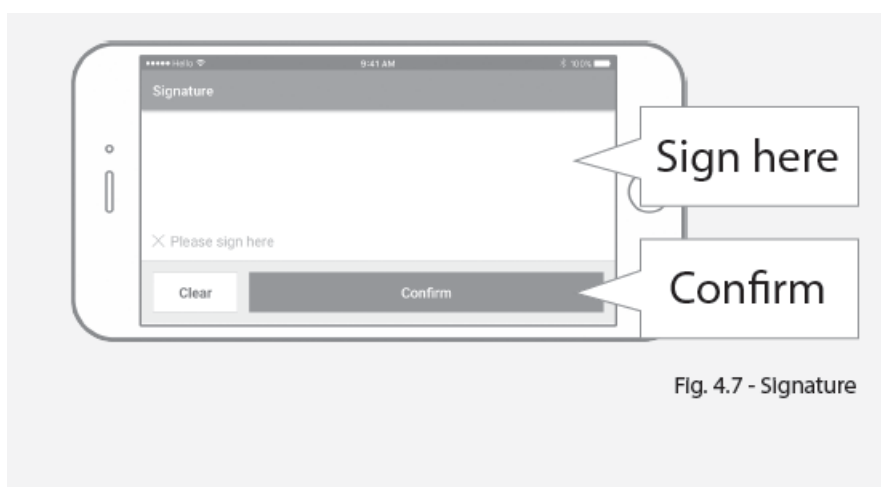 Hello 9:41 AM 100%
Signature
Sign here
Please sign here
Clear Confirm
Confirm
Fig. 4.7 - Signature